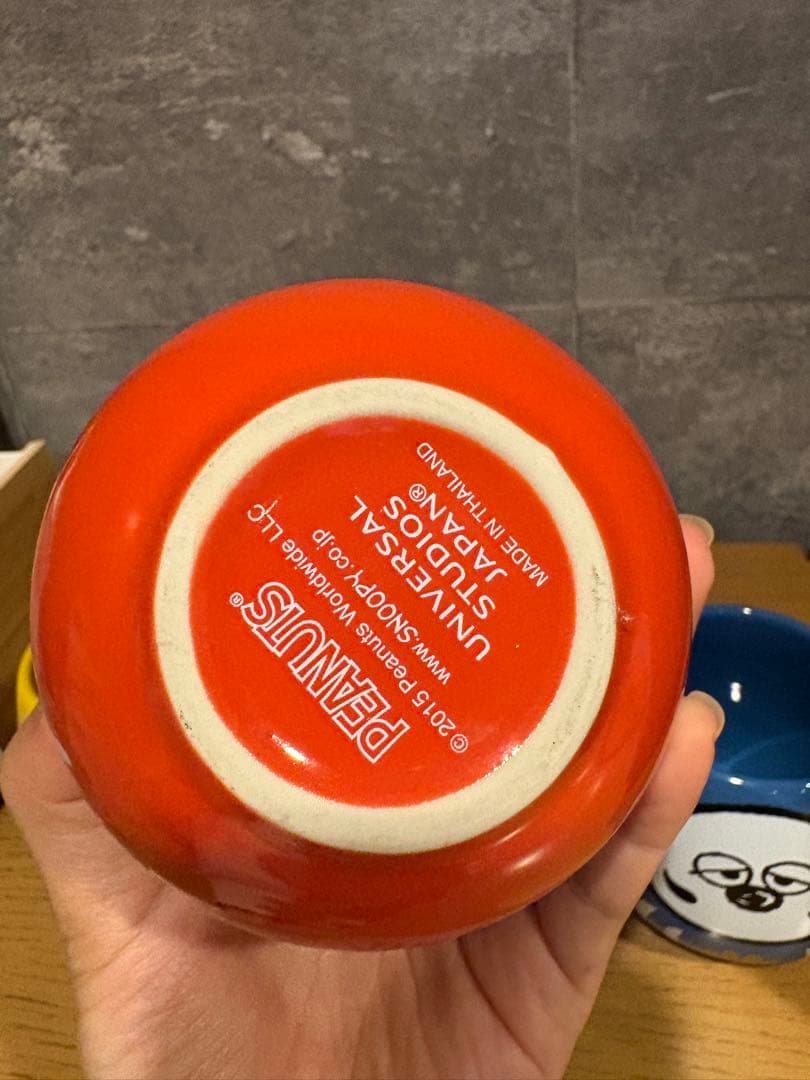 PEANUTS®
©2015 Peanuts Worldwide LLC
www.SNOOPY.co.jp
UNIVERSAL
STUDIOS
JAPAN®
MADE IN THAILAND